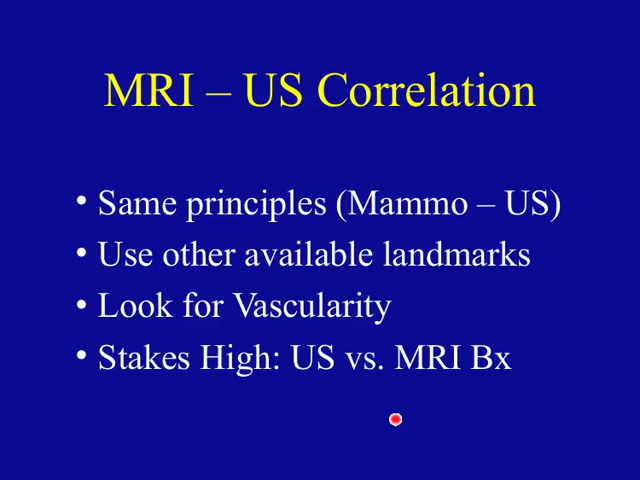 MRI – US Correlation
• Same principles (Mammo – US)
• Use other available landmarks
• Look for Vascularity
• Stakes High: US vs. MRI Bx